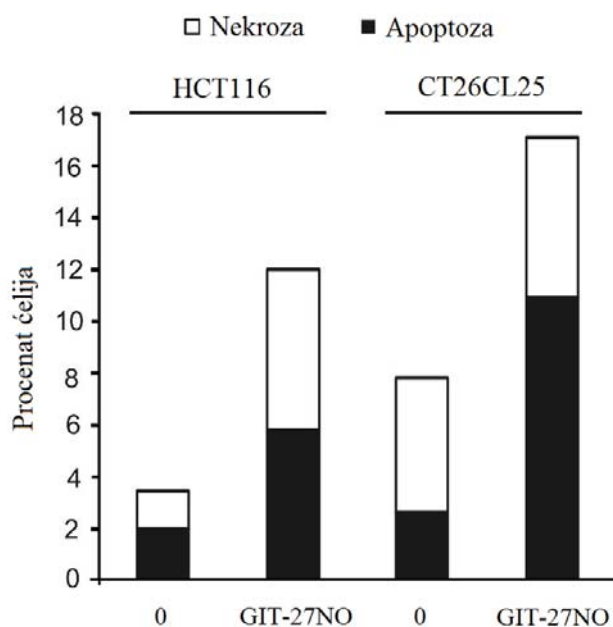 Nekroza Apoptoza
HCT116 CT26CL25
18
16
14
12
10
8
6
4
2
0
Procenat ćelija
0 GIT-27NO 0 GIT-27NO